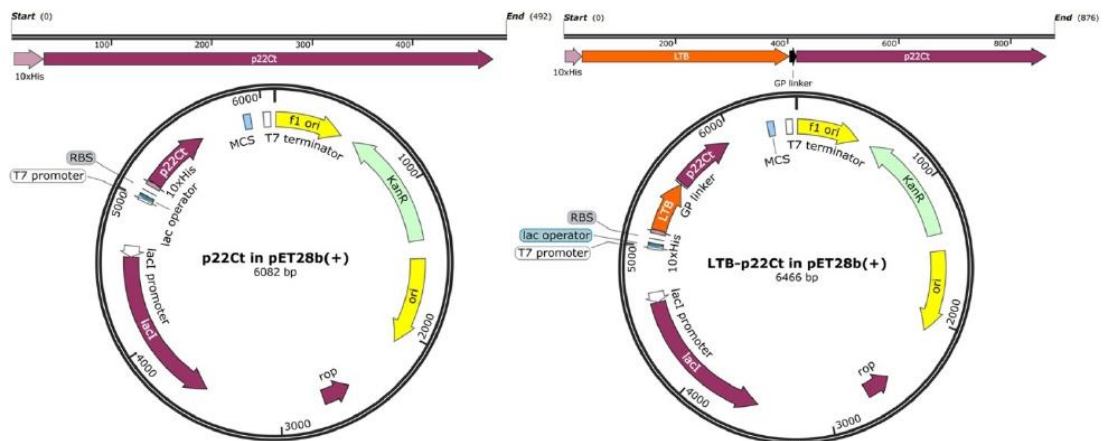 Start (0)
End (492)
100
200
300
400
p22Ct
10xHis
6000
f1 ori
MCS
T7 terminator
RBS
T7 promoter
p22Ct
10xHis
lac operator
5000
1000
KanR
lacI promoter
p22Ct in pET28b(+)
6082 bp
lacI
ori
2000
4000
rop
3000
Start (0)
End (876)
200
400
600
800
LTB
p22Ct
10xHis
GP linker
6000
f1 ori
MCS
T7 terminator
p22Ct
GP linker
1000
KanR
RBS
LTB
lac operator
T7 promoter
5000
10xHis
LTB-p22Ct in pET28b(+)
6466 bp
lacI promoter
lacI
ori
2000
4000
rop
3000